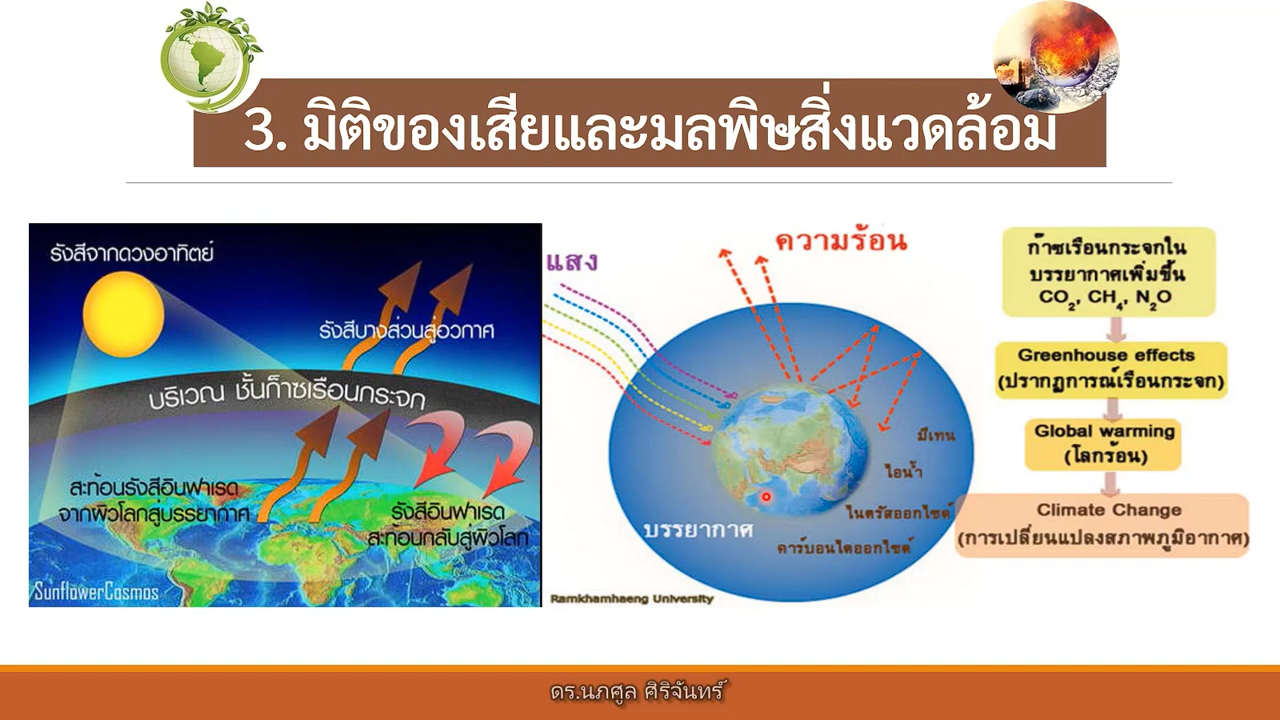 3. มิติของเสียและมลพิษสิ่งแวดล้อม
รังสีจากดวงอาทิตย์
รังสีบางส่วนสู่อวกาศ
บริเวณ ชั้นก๊าซเรือนกระจก
สะท้อนรังสีอินฟาเรด
จากผิวโลกสู่บรรยากาศ
รังสีอินฟาเรด
สะท้อนกลับสู่ผิวโลก
SunflowerCosmos
แสง
ความร้อน
มีเทน
ไอน้ำ
ไนตรัสออกไซด์
คาร์บอนไดออกไซด์
บรรยากาศ
Ramkhamhaeng University
ก๊าซเรือนกระจกใน
บรรยากาศเพิ่มขึ้น
CO₂, CH₄, N₂O
Greenhouse effects
(ปรากฏการณ์เรือนกระจก)
Global warming
(โลกร้อน)
Climate Change
(การเปลี่ยนแปลงสภาพภูมิอากาศ)
ดร.นภศูล ศิริจันทร์